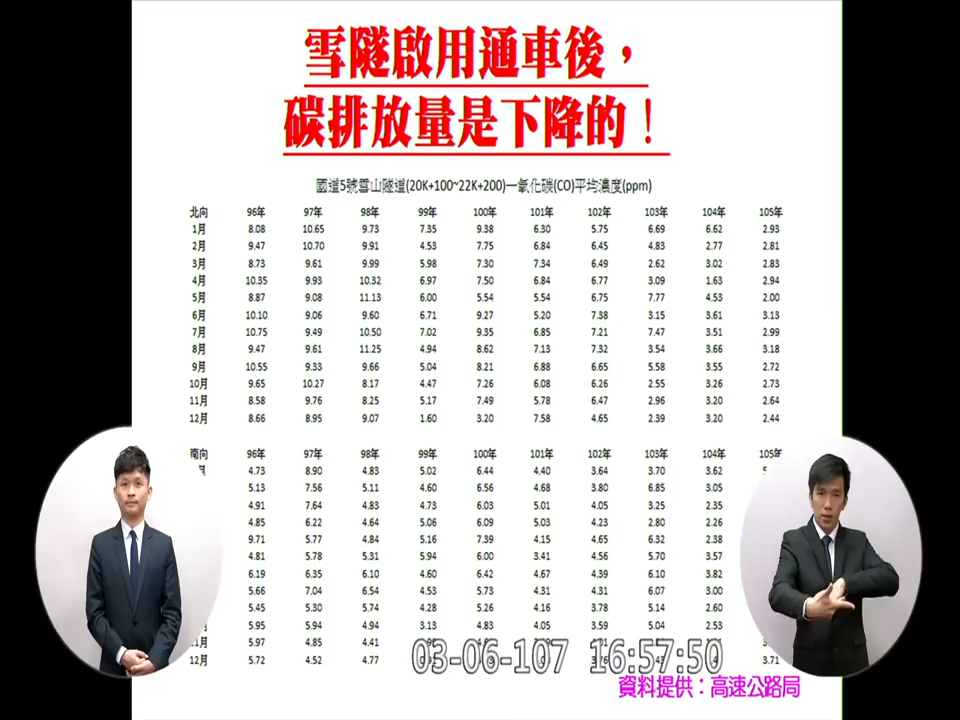 雪隧啟用通車後，
碳排放量是下降的！
國道5號雪山隧道(20K+100~22K+200)一氧化碳(CO)平均濃度(ppm)
北向 96年 97年 98年 99年 100年 101年 102年 103年 104年 105年
1月 8.08 10.65 9.73 7.35 9.38 6.30 5.75 6.69 6.62 2.93
2月 9.47 10.70 9.91 4.53 7.75 6.84 6.45 4.83 2.77 2.81
3月 8.73 9.61 9.99 5.98 7.30 7.34 6.49 2.62 3.02 2.83
4月 10.35 9.93 10.32 6.97 7.50 6.84 6.77 3.09 1.63 2.94
5月 8.87 9.08 11.13 6.00 5.54 5.54 6.75 7.77 4.53 2.00
6月 10.10 9.06 9.60 6.71 9.27 5.20 7.38 3.15 3.61 3.13
7月 10.75 9.49 10.50 7.02 9.35 6.85 7.21 7.47 3.51 2.99
8月 9.47 9.61 11.25 4.94 8.62 7.13 7.32 3.54 3.66 3.18
9月 10.55 9.33 9.66 5.04 8.21 6.88 6.65 5.58 3.55 2.72
10月 9.65 10.27 8.17 4.47 7.26 6.08 6.26 2.55 3.26 2.73
11月 8.58 9.76 8.25 5.17 7.49 5.78 6.47 2.96 3.20 2.64
12月 8.66 8.95 9.07 1.60 3.20 7.58 4.65 2.39 3.20 2.44
南向 96年 97年 98年 99年 100年 101年 102年 103年 104年 105年
月 4.73 8.90 4.83 5.02 6.44 4.40 3.64 3.70 3.62
5.13 7.56 5.11 4.60 6.56 4.68 3.80 6.85 3.05
4.91 7.64 4.83 4.73 6.03 5.01 4.05 3.25 2.35
4.85 6.22 4.64 5.06 6.09 5.03 4.23 2.80 2.26
9.71 5.77 4.84 5.16 7.39 4.15 4.65 6.32 2.38
4.81 5.78 5.31 5.94 6.00 3.41 4.56 5.70 3.57
6.19 6.35 6.10 4.60 6.42 4.67 4.39 6.10 3.82
5.66 7.04 6.54 4.53 5.73 4.31 4.31 6.07 3.00
5.45 5.30 5.74 4.28 5.26 4.16 3.78 5.14 2.60
5.95 5.94 4.94 3.13 4.83 4.05 3.59 5.04 2.53
11月 5.97 4.85 4.41
12月 5.72 4.52 4.77 3.71
03-06-107 16:57:50
資料提供：高速公路局